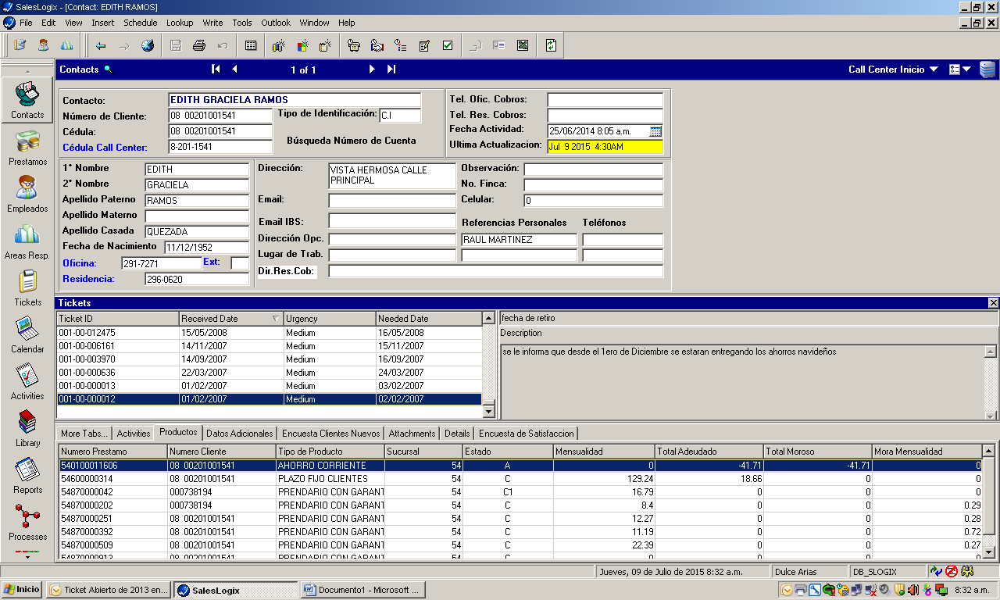 SalesLogix - [Contact: EDITH RAMOS]
File Edit View Insert Schedule Lookup Write Tools Outlook Window Help
Contacts 1 of 1 Call Center Inicio
Contacts
Prestamos
Empleados
Areas Resp.
Tickets
Calendar
Activities
Library
Reports
Processes
Contacto: EDITH GRACIELA RAMOS
Número de Cliente: 08 00201001541 Tipo de Identificación: C.I
Cédula: 08 00201001541
Cédula Call Center: 8-201-1541 Búsqueda Número de Cuenta
Tel. Ofic. Cobros:
Tel. Res. Cobros:
Fecha Actividad: 25/06/2014 8:05 a.m.
Ultima Actualizacion: Jul 9 2015 4:30AM
1° Nombre EDITH
2° Nombre GRACIELA
Apellido Paterno RAMOS
Apellido Materno
Apellido Casada QUEZADA
Fecha de Nacimiento 11/12/1952
Oficina: 291-7271 Ext:
Residencia: 296-0620
Dirección: VISTA HERMOSA CALLE
PRINCIPAL
Email:
Email IBS:
Dirección Opc.
Lugar de Trab.
Dir.Res.Cob:
Observación:
No. Finca:
Celular: 0
Referencias Personales Teléfonos
RAUL MARTINEZ
Tickets
Ticket ID Received Date Urgency Needed Date
001-00-012475 15/05/2008 Medium 16/05/2008
001-00-006161 14/11/2007 Medium 15/11/2007
001-00-003970 14/09/2007 Medium 16/09/2007
001-00-000636 22/03/2007 Medium 24/03/2007
001-00-000013 01/02/2007 Medium 03/02/2007
001-00-000012 01/02/2007 Medium 02/02/2007
fecha de retiro
Description
se le informa que desde el 1ero de Diciembre se estaran entregando los ahorros navideños
More Tabs... Activities Productos Datos Adicionales Encuesta Clientes Nuevos Attachments Details Encuesta de Satisfaccion
Numero Prestamo Numero Cliente Tipo de Producto Sucursal Estado Mensualidad Total Adeudado Total Moroso Mora Mensualidad
540100011606 08 00201001541 AHORRO CORRIENTE 54 A 0 -41.71 -41.71 0
54600000314 08 00201001541 PLAZO FIJO CLIENTES 54 C 129.24 18.66 0 0
54870000042 000738194 PRENDARIO CON GARANT 54 C1 16.79 0 0 0
54870000202 000738194 PRENDARIO CON GARANT 54 C 8.4 0 0 0.29
54870000251 08 00201001541 PRENDARIO CON GARANT 54 C 12.27 0 0 0.28
54870000392 08 00201001541 PRENDARIO CON GARANT 54 C 11.19 0 0 0.72
54870000509 08 00201001541 PRENDARIO CON GARANT 54 C 22.39 0 0 0.27
Jueves, 09 de Julio de 2015 8:32 a.m. Dulce Arias DB_SLOGIX
Inicio Ticket Abierto de 2013 en... SalesLogix Documento1 - Microsoft ... 8:32 a.m.